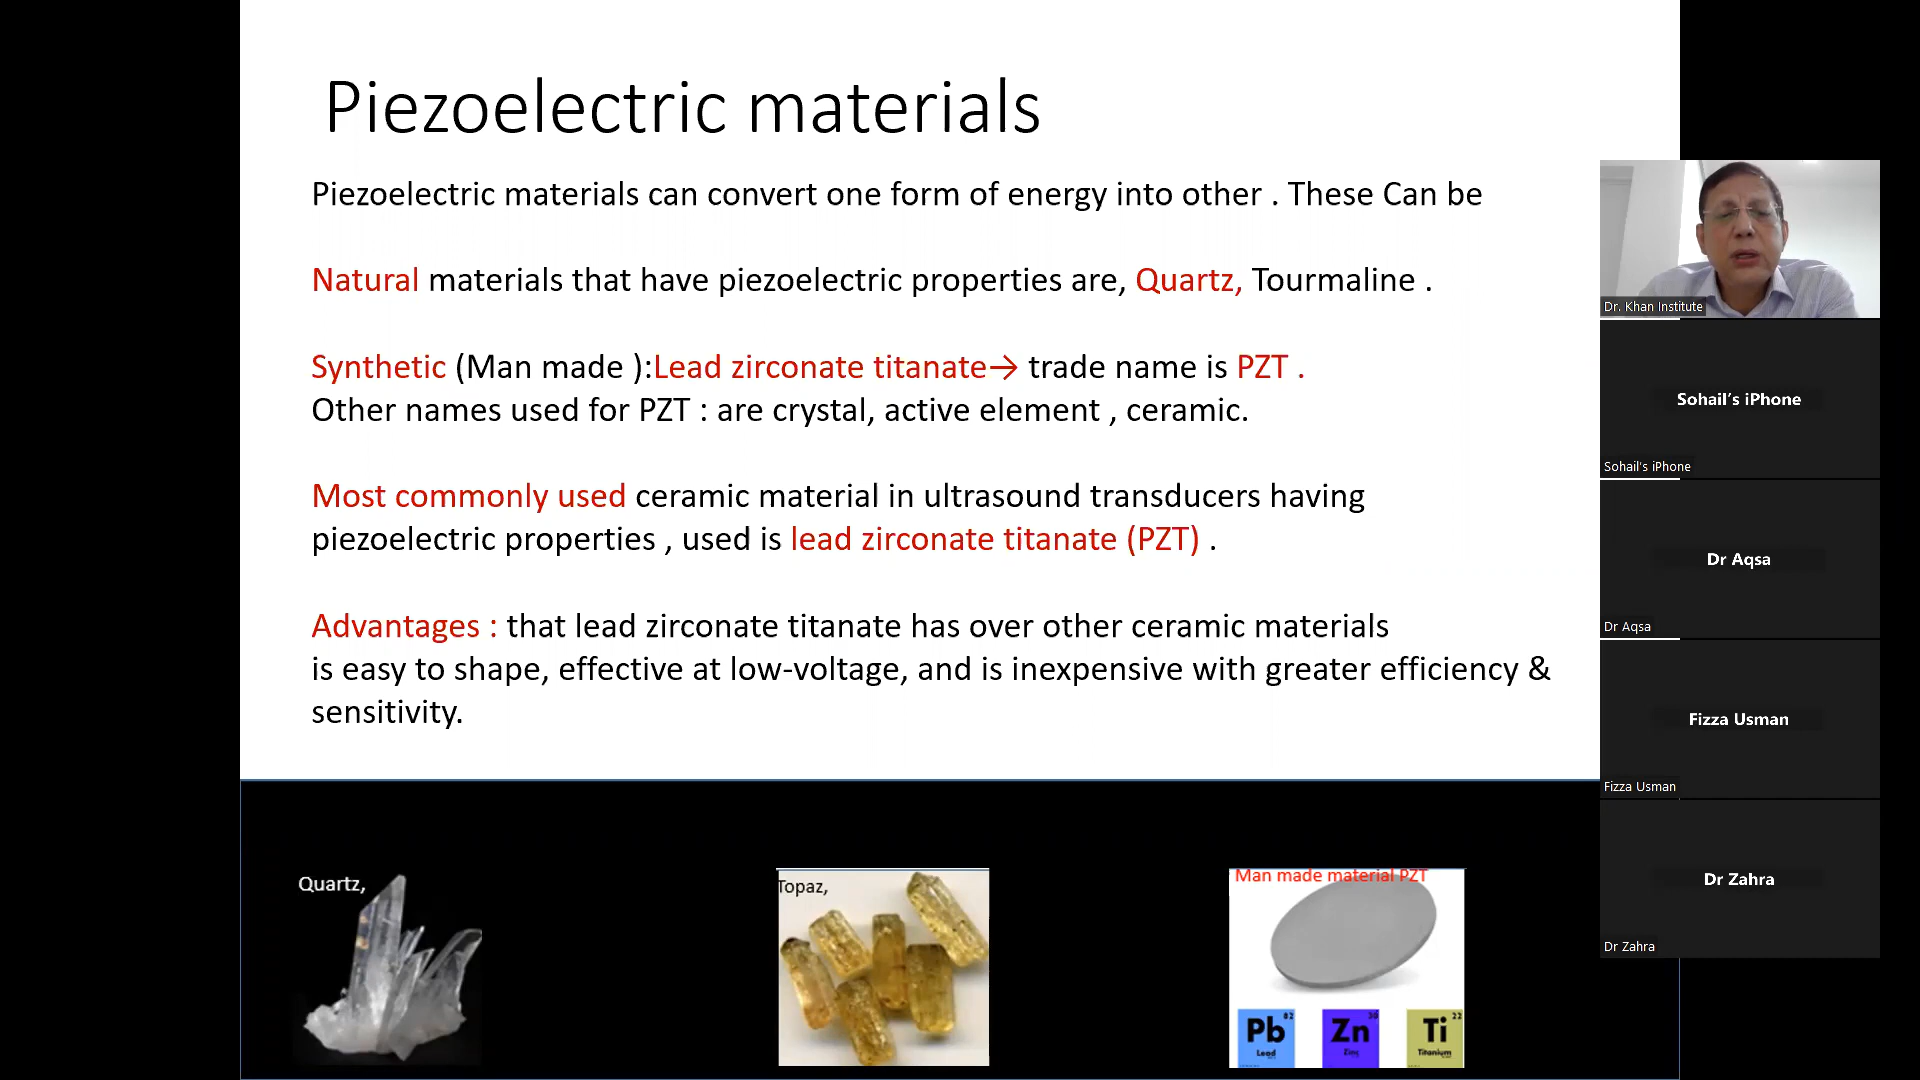 Piezoelectric materials
Piezoelectric materials can convert one form of energy into other . These Can be
Natural materials that have piezoelectric properties are, Quartz, Tourmaline .
Synthetic (Man made ):Lead zirconate titanate→ trade name is PZT .
Other names used for PZT : are crystal, active element , ceramic.
Most commonly used ceramic material in ultrasound transducers having
piezoelectric properties , used is lead zirconate titanate (PZT) .
Advantages : that lead zirconate titanate has over other ceramic materials
is easy to shape, effective at low-voltage, and is inexpensive with greater efficiency &
sensitivity.
Quartz,
Topaz,
Man made material PZT
82
Pb
Lead
30
Zn
Zinc
22
Ti
Titanium
Dr. Khan Institute
Sohail's iPhone
Sohail's iPhone
Dr Aqsa
Dr Aqsa
Fizza Usman
Fizza Usman
Dr Zahra
Dr Zahra